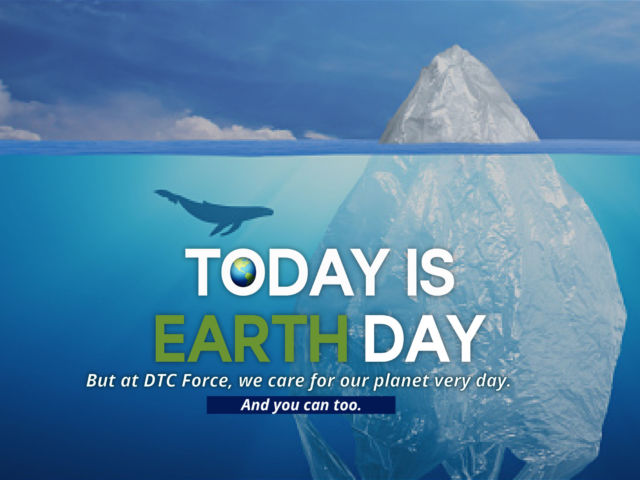 TODAY IS
EARTH DAY
But at DTC Force, we care for our planet very day.
And you can too.